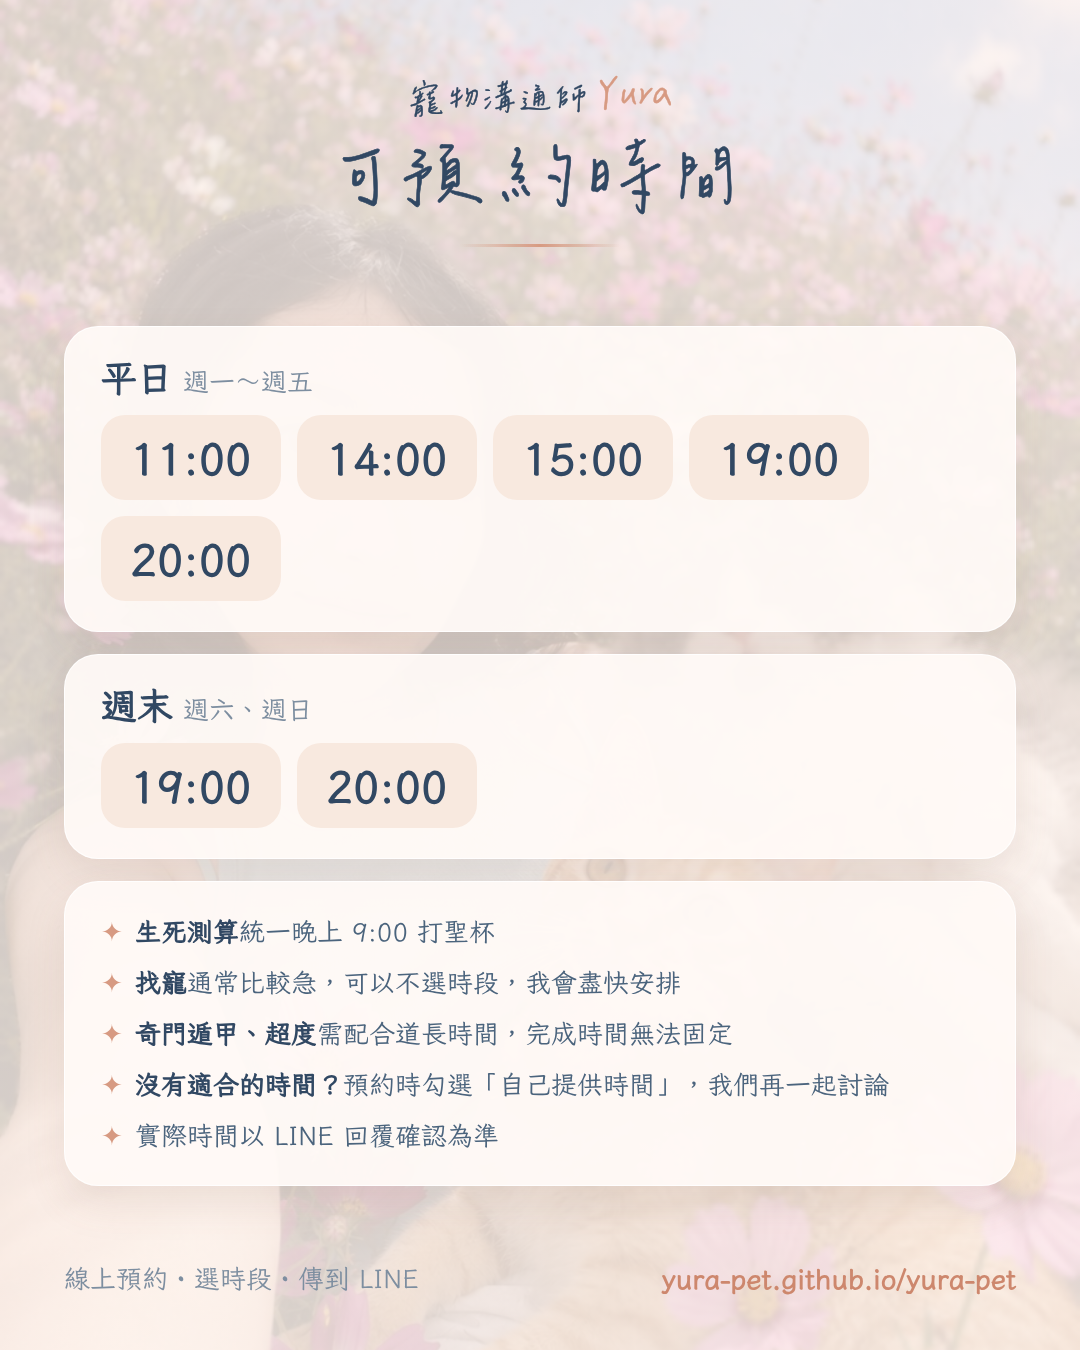 寵物溝通師 Yura
可預約時間
平日 週一～週五
11:00 14:00 15:00 19:00
20:00
週末 週六、週日
19:00 20:00
✦ 生死測算統一晚上 9:00 打聖杯
✦ 找寵通常比較急，可以不選時段，我會盡快安排
✦ 奇門遁甲、超度需配合道長時間，完成時間無法固定
✦ 沒有適合的時間？預約時勾選「自己提供時間」，我們再一起討論
✦ 實際時間以 LINE 回覆確認為準
線上預約・選時段・傳到 LINE
yura-pet.github.io/yura-pet